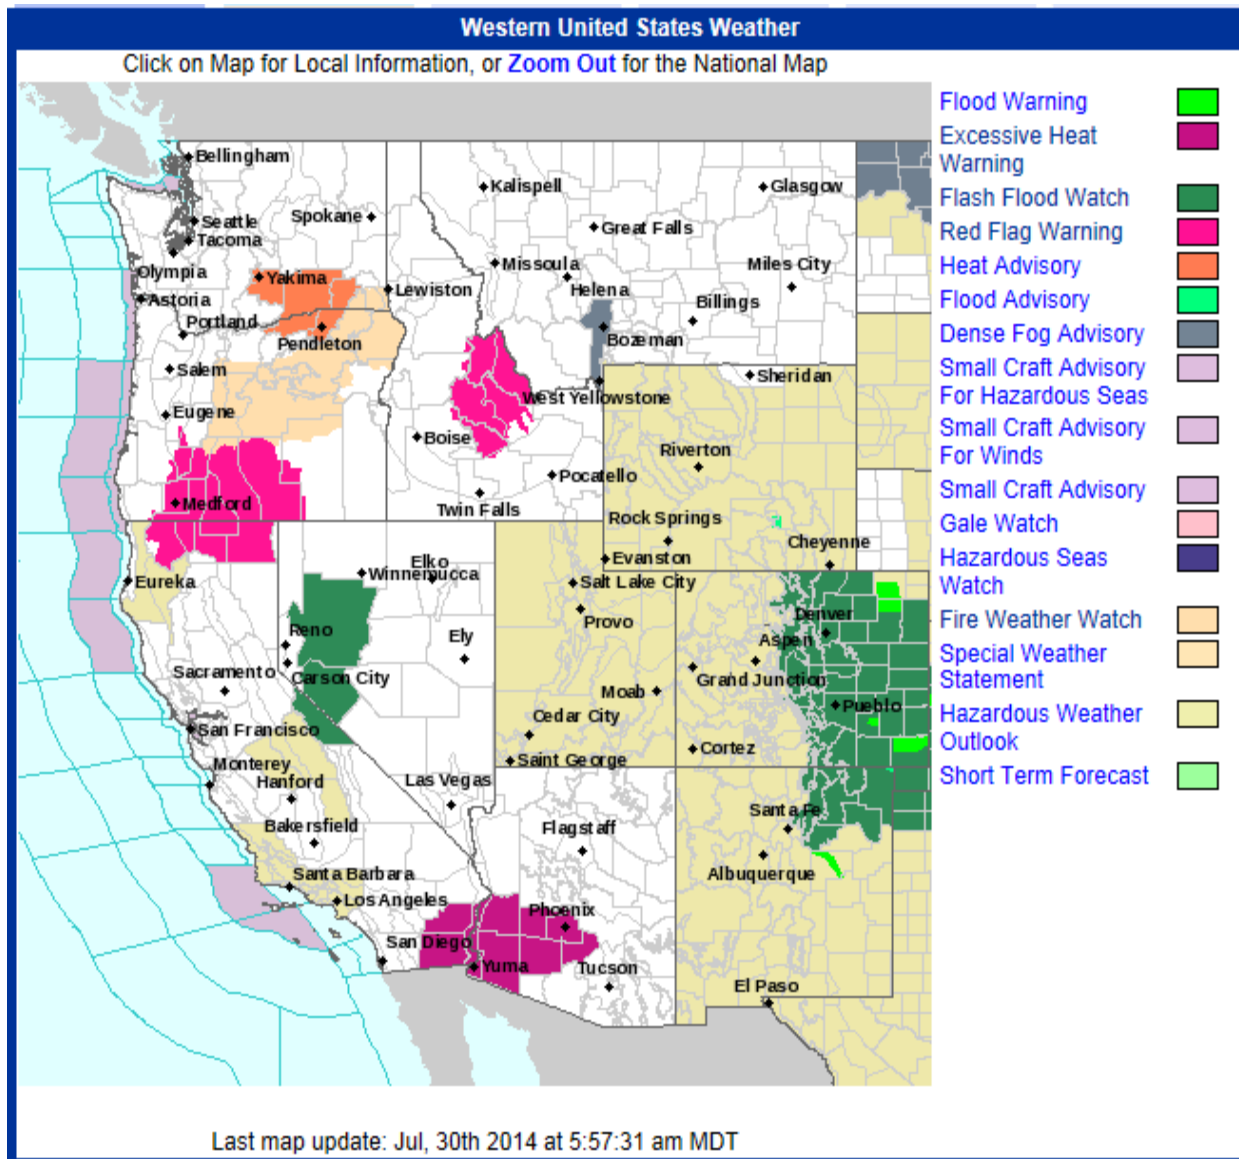 Western United States Weather
Click on Map for Local Information, or Zoom Out for the National Map
Bellingham
Seattle
Tacoma
Olympia
Spokane
Yakima
Astoria
Portland
Pendleton
Lewiston
Salem
Eugene
Medford
Kalispell
Glasgow
Great Falls
Missoula
Helena
Miles City
Billings
Bozeman
West Yellowstone
Sheridan
Boise
Pocatello
Twin Falls
Riverton
Rock Springs
Evanston
Cheyenne
Eureka
Elko
Winnemucca
Reno
Ely
Carson City
Sacramento
San Francisco
Monterey
Hanford
Bakersfield
Las Vegas
Santa Barbara
Los Angeles
San Diego
Salt Lake City
Provo
Moab
Cedar City
Saint George
Denver
Aspen
Grand Junction
Pueblo
Cortez
Flagstaff
Phoenix
Yuma
Tucson
Santa Fe
Albuquerque
El Paso
Flood Warning
Excessive Heat
Warning
Flash Flood Watch
Red Flag Warning
Heat Advisory
Flood Advisory
Dense Fog Advisory
Small Craft Advisory
For Hazardous Seas
Small Craft Advisory
For Winds
Small Craft Advisory
Gale Watch
Hazardous Seas
Watch
Fire Weather Watch
Special Weather
Statement
Hazardous Weather
Outlook
Short Term Forecast
Last map update: Jul, 30th 2014 at 5:57:31 am MDT